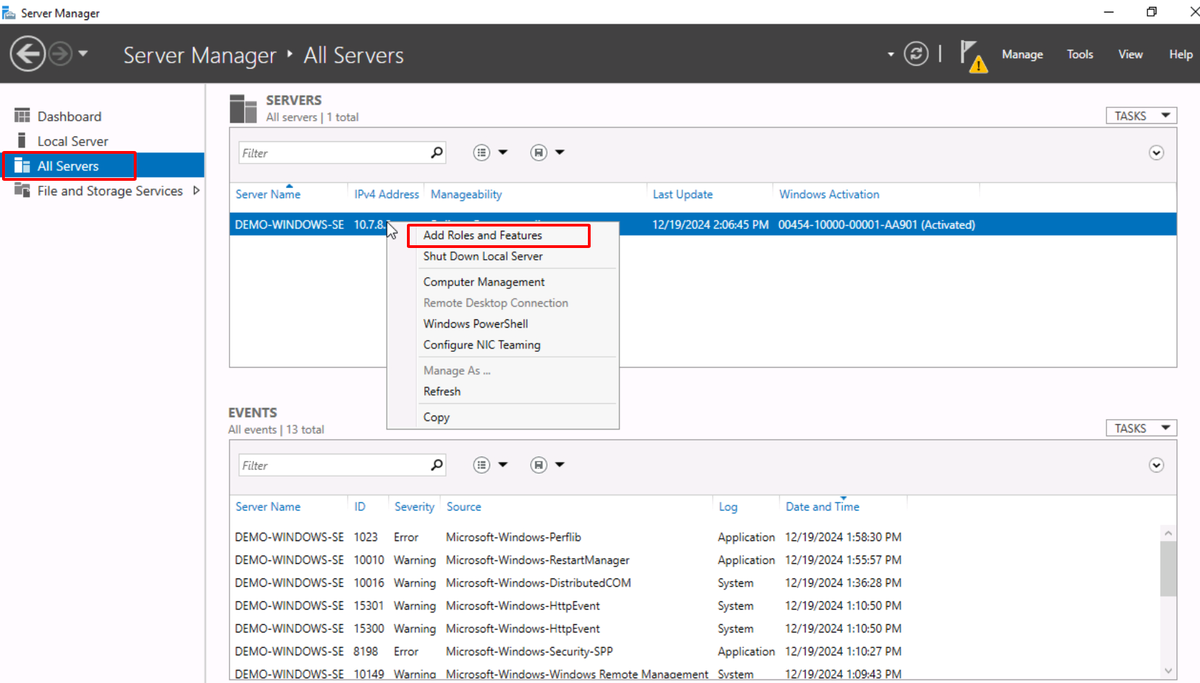 Server Manager
Server Manager ‣ All Servers
Manage Tools View Help
Dashboard
Local Server
All Servers
File and Storage Services
SERVERS
All servers | 1 total
TASKS
Filter
Server Name IPv4 Address Manageability Last Update Windows Activation
DEMO-WINDOWS-SE 10.7.8. 12/19/2024 2:06:45 PM 00454-10000-00001-AA901 (Activated)
Add Roles and Features
Shut Down Local Server
Computer Management
Remote Desktop Connection
Windows PowerShell
Configure NIC Teaming
Manage As ...
Refresh
Copy
EVENTS
All events | 13 total
TASKS
Filter
Server Name ID Severity Source Log Date and Time
DEMO-WINDOWS-SE 1023 Error Microsoft-Windows-Perflib Application 12/19/2024 1:58:30 PM
DEMO-WINDOWS-SE 10010 Warning Microsoft-Windows-RestartManager Application 12/19/2024 1:55:57 PM
DEMO-WINDOWS-SE 10016 Warning Microsoft-Windows-DistributedCOM System 12/19/2024 1:36:28 PM
DEMO-WINDOWS-SE 15301 Warning Microsoft-Windows-HttpEvent System 12/19/2024 1:10:50 PM
DEMO-WINDOWS-SE 15300 Warning Microsoft-Windows-HttpEvent System 12/19/2024 1:10:50 PM
DEMO-WINDOWS-SE 8198 Error Microsoft-Windows-Security-SPP Application 12/19/2024 1:10:27 PM
DEMO-WINDOWS-SE 10149 Warning Microsoft-Windows-Windows Remote Management System 12/19/2024 1:09:43 PM